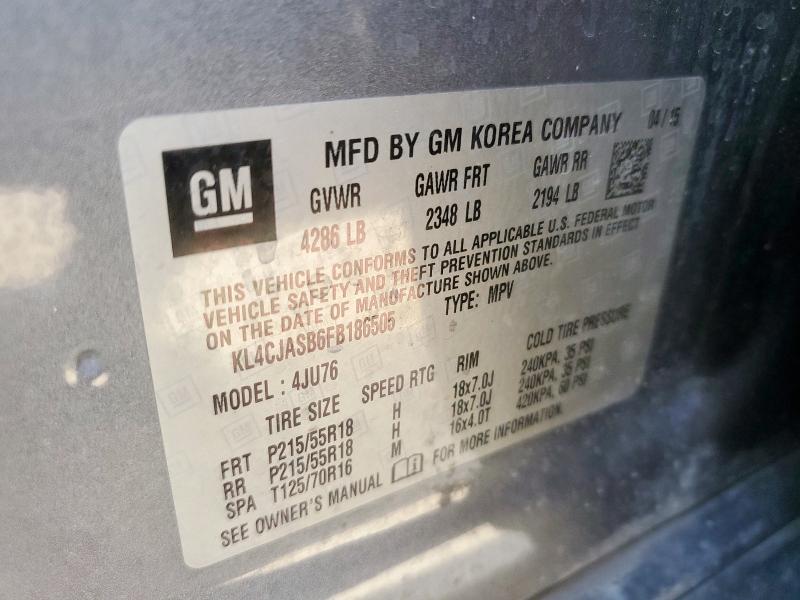 GM
MFD BY GM KOREA COMPANY 04 / 15
GVWR GAWR FRT GAWR RR
4286 LB 2348 LB 2194 LB
THIS VEHICLE CONFORMS TO ALL APPLICABLE U.S. FEDERAL MOTOR
VEHICLE SAFETY AND THEFT PREVENTION STANDARDS IN EFFECT
ON THE DATE OF MANUFACTURE SHOWN ABOVE.
KL4CJASB6FB186505 TYPE: MPV
MODEL : 4JU76
TIRE SIZE SPEED RTG RIM COLD TIRE PRESSURE
FRT P215/55R18 H 18x7.0J 240KPA, 35 PSI
RR P215/55R18 H 18x7.0J 240KPA, 35 PSI
SPA T125/70R16 M 16x4.0T 420KPA, 60 PSI
SEE OWNER'S MANUAL FOR MORE INFORMATION.